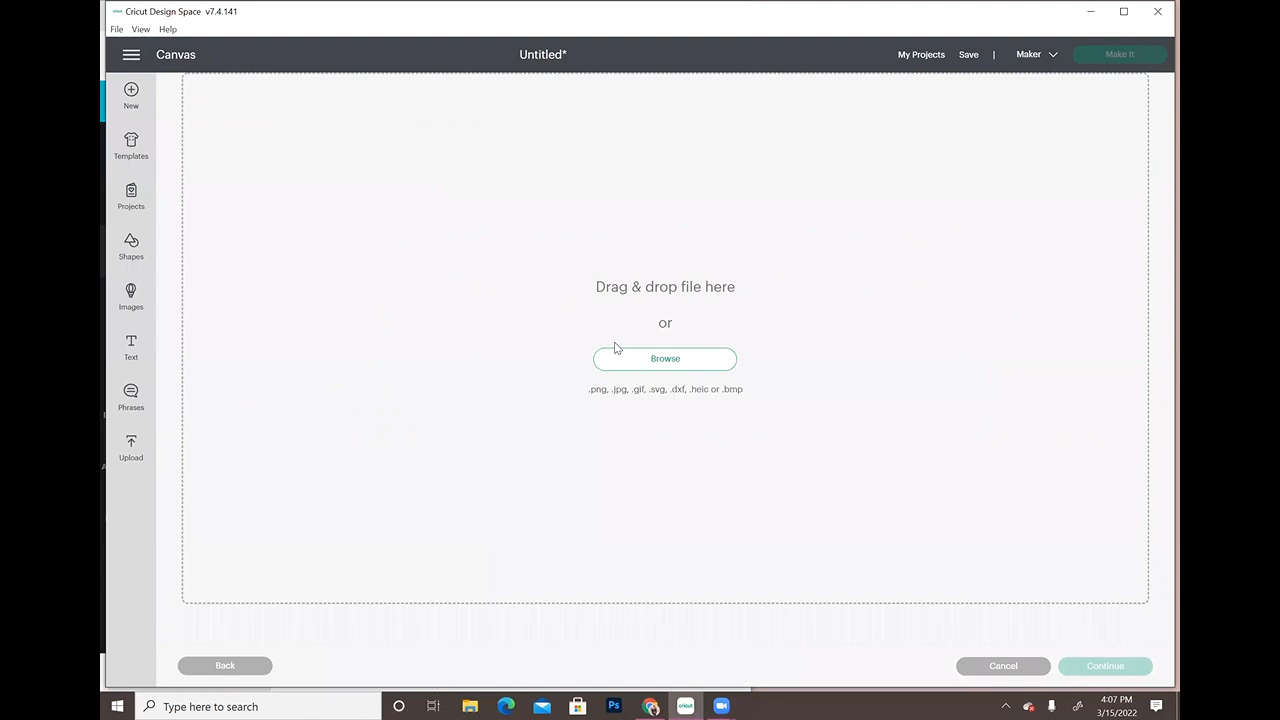 Cricut Design Space v7.4.141
File View Help
Canvas
Untitled*
My Projects Save | Maker Make It
New
Templates
Projects
Shapes
Images
Text
Phrases
Upload
Drag & drop file here
or
Browse
.png, .jpg, .gif, .svg, .dxf, .heic or .bmp
Back
Cancel
Continue
Type here to search
Ps
cricut
4:07 PM
3/15/2022